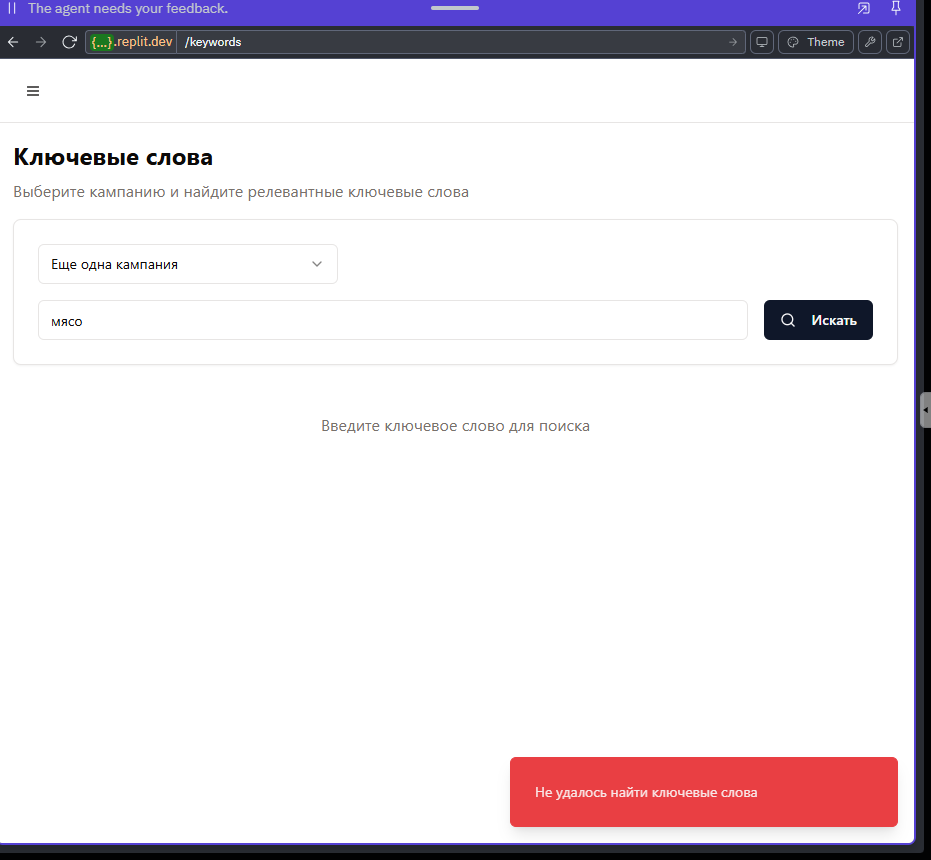 The agent needs your feedback.
{...}.replit.dev /keywords
Theme
Ключевые слова
Выберите кампанию и найдите релевантные ключевые слова
Еще одна кампания
мясо
Искать
Введите ключевое слово для поиска
Не удалось найти ключевые слова